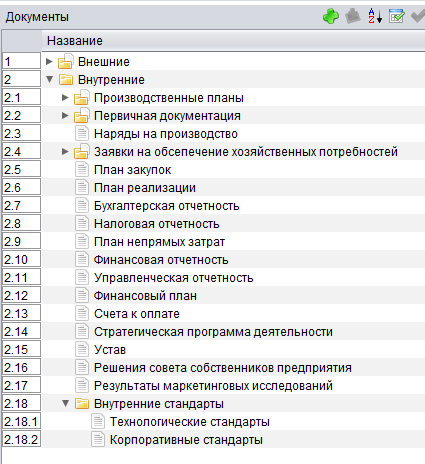 Документы
Название
1 Внешние
2 Внутренние
2.1 Производственные планы
2.2 Первичная документация
2.3 Наряды на производство
2.4 Заявки на обсепечение хозяйственных потребностей
2.5 План закупок
2.6 План реализации
2.7 Бухгалтерская отчетность
2.8 Налоговая отчетность
2.9 План непрямых затрат
2.10 Финансовая отчетность
2.11 Управленческая отчетность
2.12 Финансовый план
2.13 Счета к оплате
2.14 Стратегическая программа деятельности
2.15 Устав
2.16 Решения совета собственников предприятия
2.17 Результаты маркетинговых исследований
2.18 Внутренние стандарты
2.18.1 Технологические стандарты
2.18.2 Корпоративные стандарты